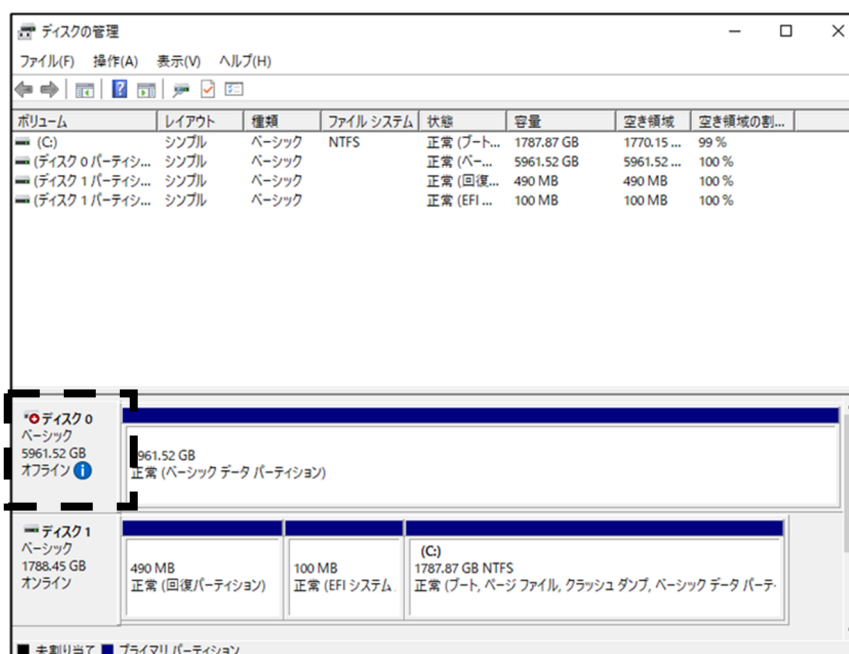 ディスクの管理
ファイル(F) 操作(A) 表示(V) ヘルプ(H)
ボリューム レイアウト 種類 ファイル システム 状態 容量 空き領域 空き領域の割...
(C:) シンプル ベーシック NTFS 正常 (ブート... 1787.87 GB 1770.15 ... 99 %
(ディスク 0 パーティシ... シンプル ベーシック 正常 (ベー... 5961.52 GB 5961.52 ... 100 %
(ディスク 1 パーティシ... シンプル ベーシック 正常 (回復... 490 MB 490 MB 100 %
(ディスク 1 パーティシ... シンプル ベーシック 正常 (EFI ... 100 MB 100 MB 100 %
ディスク 0
ベーシック
5961.52 GB
オフライン
961.52 GB
正常 (ベーシック データ パーティション)
ディスク 1
ベーシック
1788.45 GB
オンライン
490 MB
正常 (回復パーティション)
100 MB
正常 (EFI システム
(C:)
1787.87 GB NTFS
正常 (ブート, ページ ファイル, クラッシュ ダンプ, ベーシック データ パーテ
未割り当て プライマリ パーティション